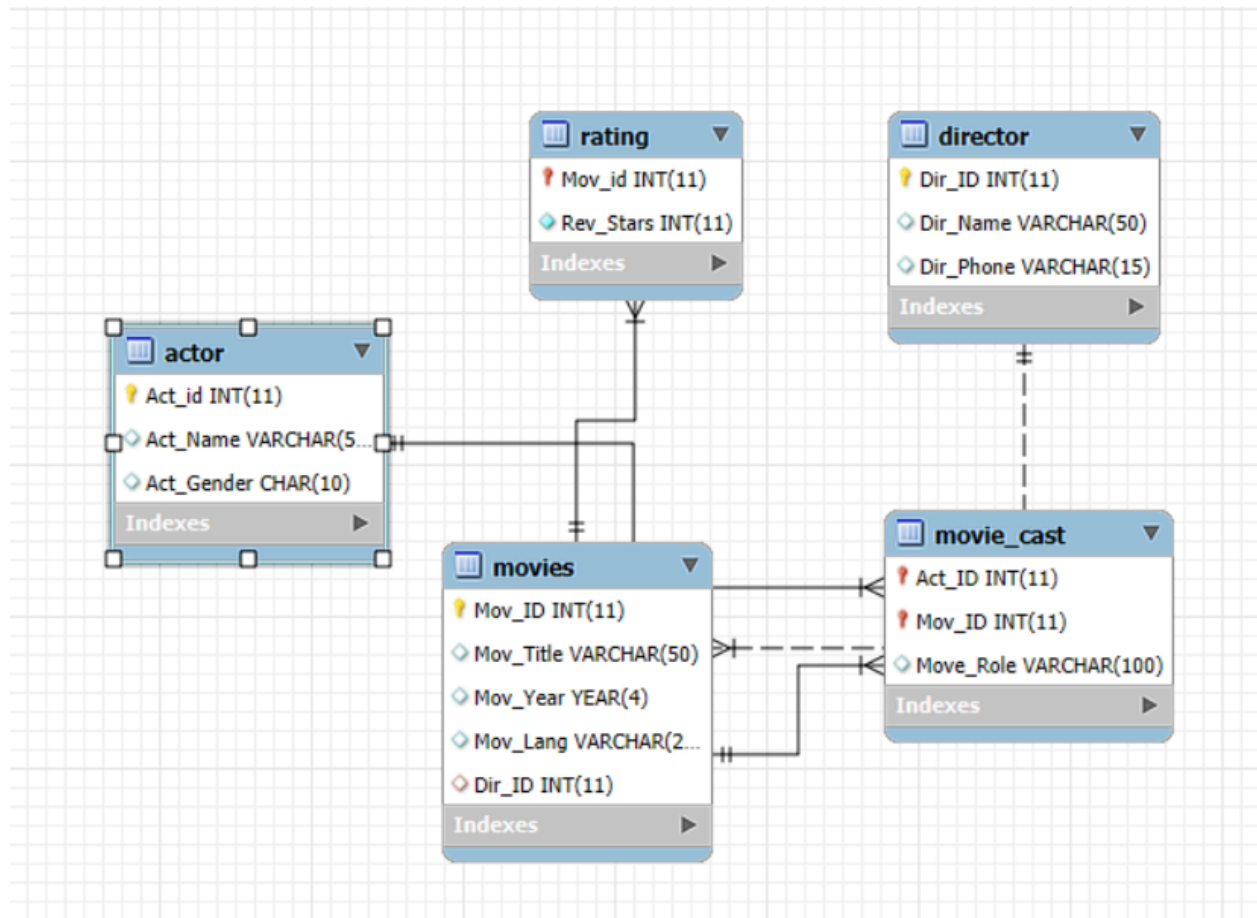 rating
Mov_id INT(11)
Rev_Stars INT(11)
Indexes
director
Dir_ID INT(11)
Dir_Name VARCHAR(50)
Dir_Phone VARCHAR(15)
Indexes
actor
Act_id INT(11)
Act_Name VARCHAR(5...
Act_Gender CHAR(10)
Indexes
movies
Mov_ID INT(11)
Mov_Title VARCHAR(50)
Mov_Year YEAR(4)
Mov_Lang VARCHAR(2...
Dir_ID INT(11)
Indexes
movie_cast
Act_ID INT(11)
Mov_ID INT(11)
Move_Role VARCHAR(100)
Indexes